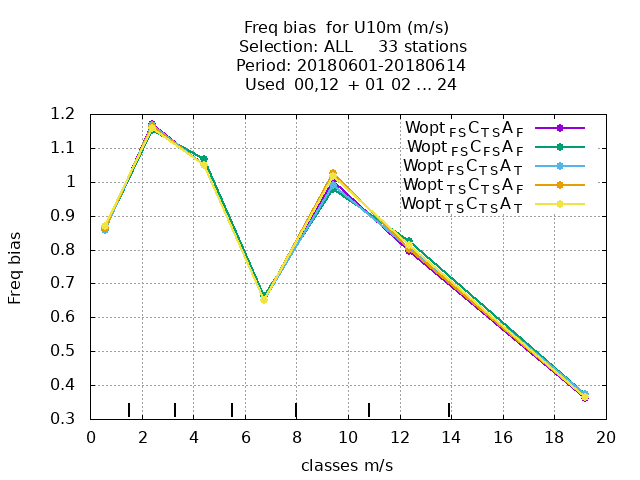 Freq bias for U10m (m/s)
Selection: ALL 33 stations
Period: 20180601-20180614
Used 00,12 + 01 02 ... 24
Wopt FS C TS A F
Wopt FS C FS A F
Wopt FS C TS A T
Wopt TS C TS A F
Wopt TS C TS A T
1.2
1.1
1
0.9
0.8
0.7
0.6
0.5
0.4
0.3
Freq bias
0 2 4 6 8 10 12 14 16 18 20
classes m/s